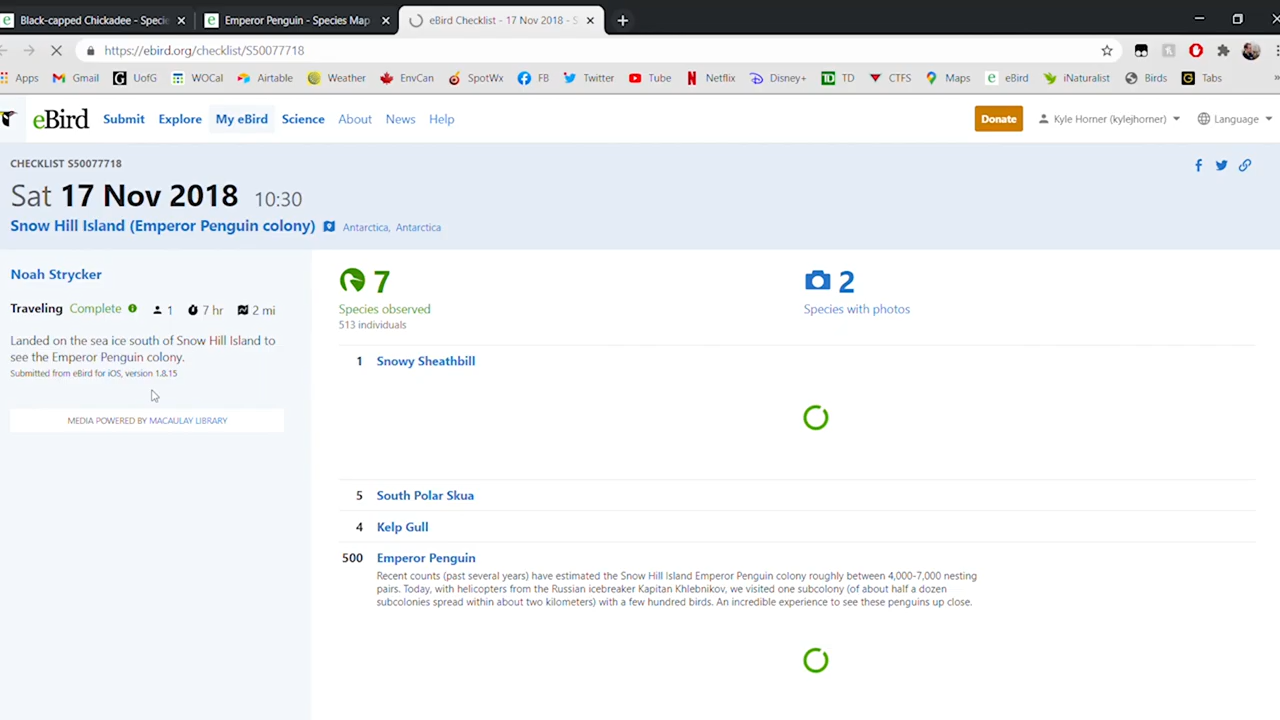 Black-capped Chickadee - Specie
Emperor Penguin - Species Map
eBird Checklist - 17 Nov 2018 - S
https://ebird.org/checklist/S50077718
Apps Gmail UofG WOCal Airtable Weather EnvCan SpotWx FB Twitter Tube Netflix Disney+ TD CTFS Maps eBird iNaturalist Birds Tabs »
eBird Submit Explore My eBird Science About News Help Donate Kyle Horner (kylejhorner) Language
CHECKLIST S50077718
Sat 17 Nov 2018 10:30
Snow Hill Island (Emperor Penguin colony) Antarctica, Antarctica
Noah Strycker
Traveling Complete 1 7 hr 2 mi
Landed on the sea ice south of Snow Hill Island to
see the Emperor Penguin colony.
Submitted from eBird for iOS, version 1.8.15
MEDIA POWERED BY MACAULAY LIBRARY
7
Species observed
513 individuals
2
Species with photos
1 Snowy Sheathbill
5 South Polar Skua
4 Kelp Gull
500 Emperor Penguin
Recent counts (past several years) have estimated the Snow Hill Island Emperor Penguin colony roughly between 4,000-7,000 nesting
pairs. Today, with helicopters from the Russian icebreaker Kapitan Khlebnikov, we visited one subcolony (of about half a dozen
subcolonies spread within about two kilometers) with a few hundred birds. An incredible experience to see these penguins up close.